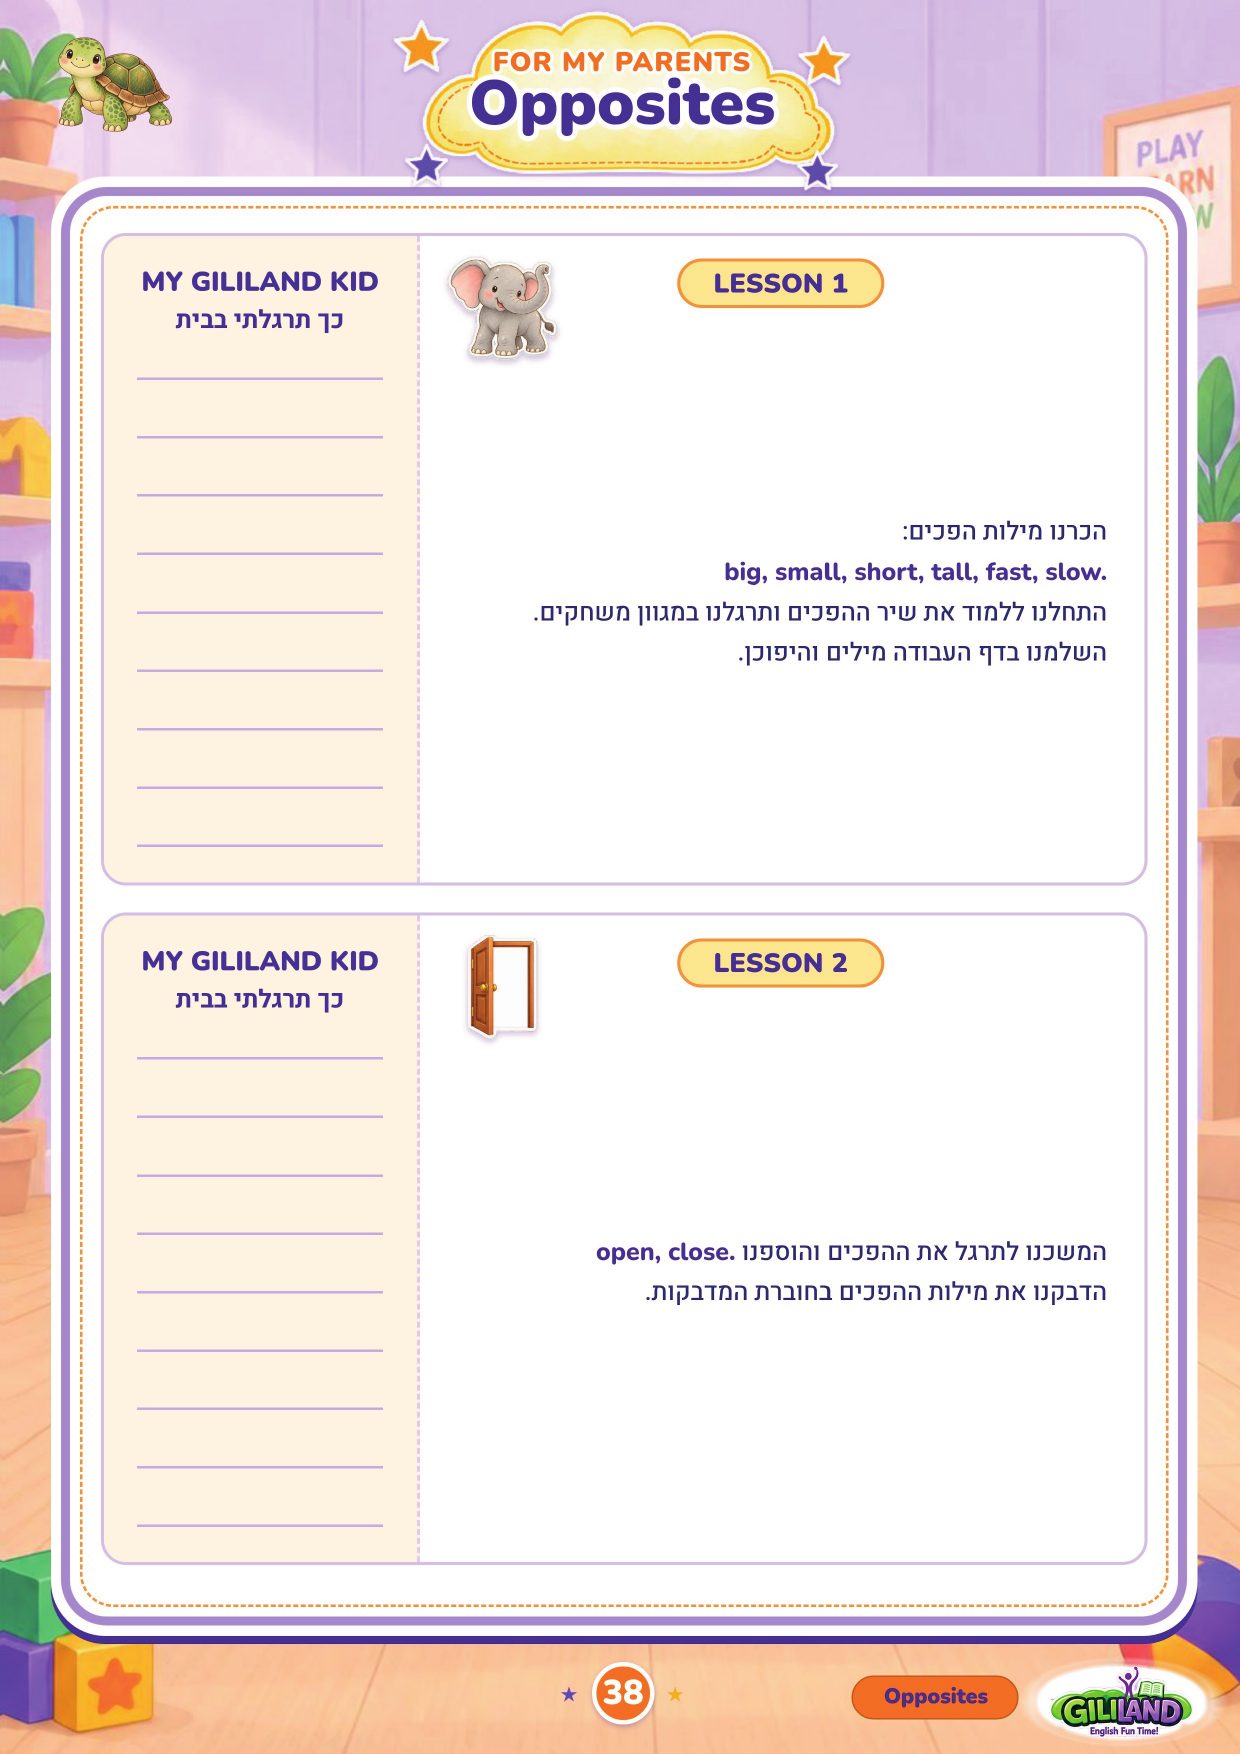 FOR MY PARENTS
Opposites
PLAY
LESSON 1
הכרנו מילות הפכים:
big, small, short, tall, fast, slow.
התחלנו ללמוד את שיר ההפכים ותרגלנו במגוון משחקים.
השלמנו בדף העבודה מילים והיפוכן.
MY GILILAND KID
כך תרגלתי בבית
LESSON 2
המשכנו לתרגל את ההפכים והוספנו open, close.
הדבקנו את מילות ההפכים בחוברת המדבקות.
MY GILILAND KID
כך תרגלתי בבית
38
Opposites
GILILAND
English Fun Time!